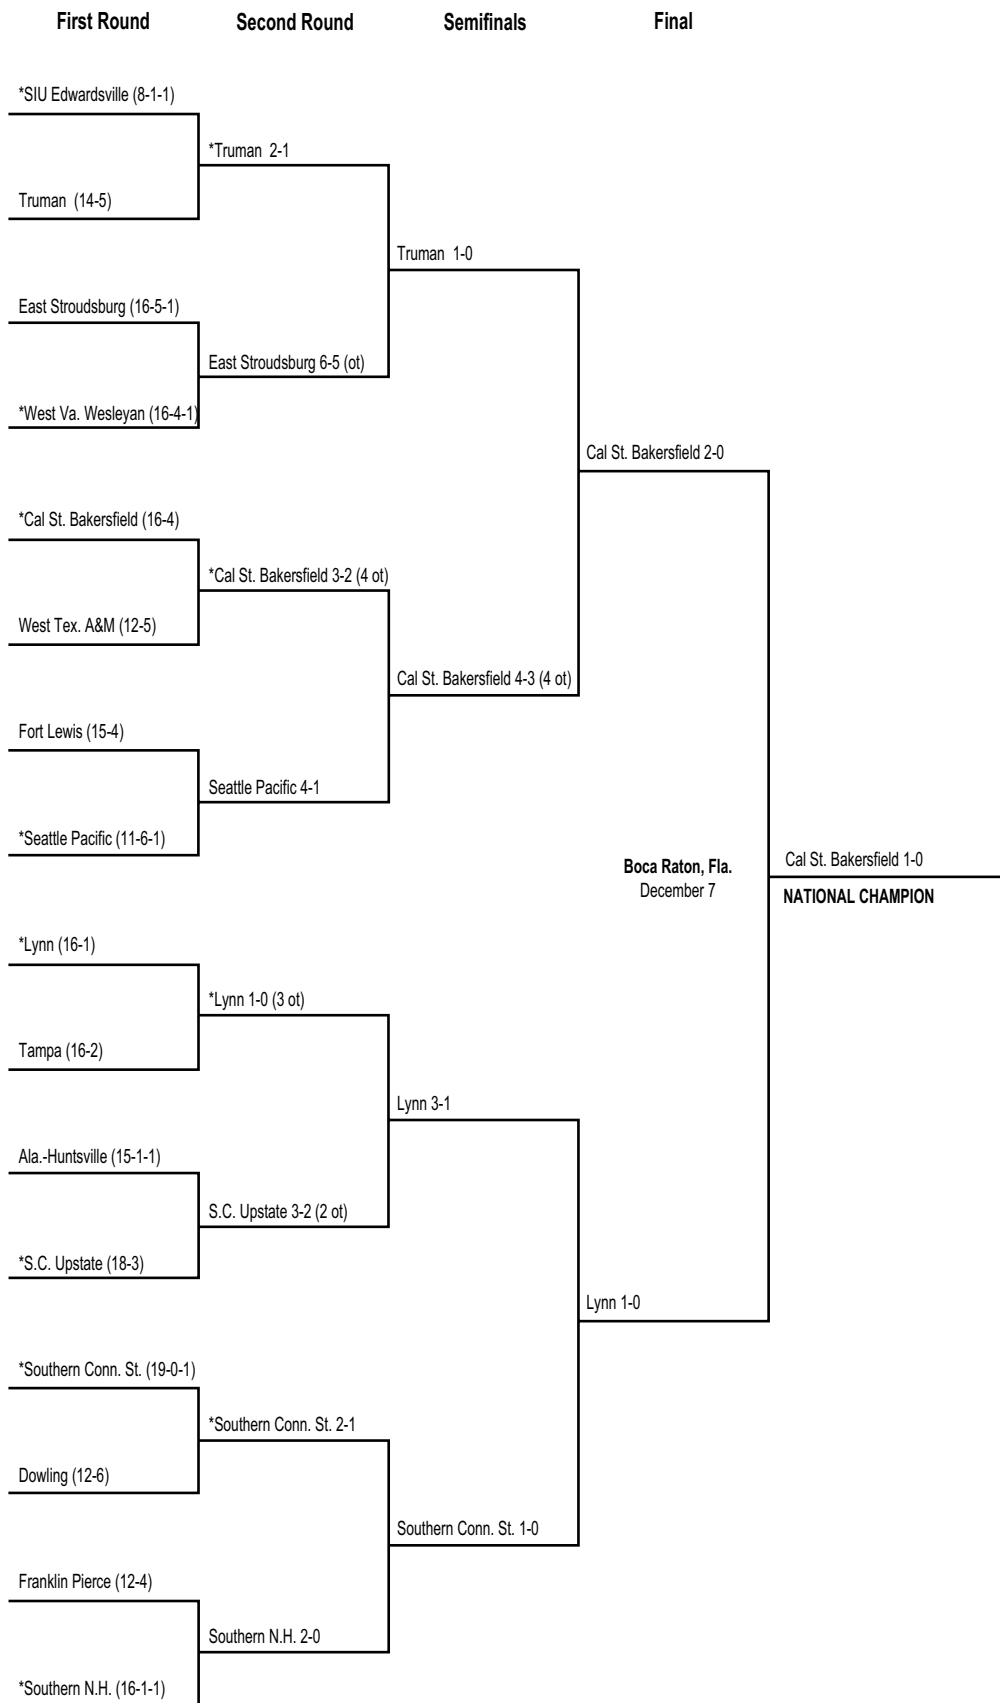 First Round
Second Round
Semifinals
Final
*SIU Edwardsville (8-1-1)
*Truman  2-1
Truman  (14-5)
Truman  1-0
East Stroudsburg (16-5-1)
East Stroudsburg 6-5 (ot)
*West Va. Wesleyan (16-4-1)
Cal St. Bakersfield 2-0
*Cal St. Bakersfield (16-4)
*Cal St. Bakersfield 3-2 (4 ot)
West Tex. A&M (12-5)
Cal St. Bakersfield 4-3 (4 ot)
Fort Lewis (15-4)
Seattle Pacific 4-1
*Seattle Pacific (11-6-1)
Boca Raton, Fla.
December 7
Cal St. Bakersfield 1-0
NATIONAL CHAMPION
*Lynn (16-1)
*Lynn 1-0 (3 ot)
Tampa (16-2)
Lynn 3-1
Ala.-Huntsville (15-1-1)
S.C. Upstate 3-2 (2 ot)
*S.C. Upstate (18-3)
Lynn 1-0
*Southern Conn. St. (19-0-1)
*Southern Conn. St. 2-1
Dowling (12-6)
Southern Conn. St. 1-0
Franklin Pierce (12-4)
Southern N.H. 2-0
*Southern N.H. (16-1-1)